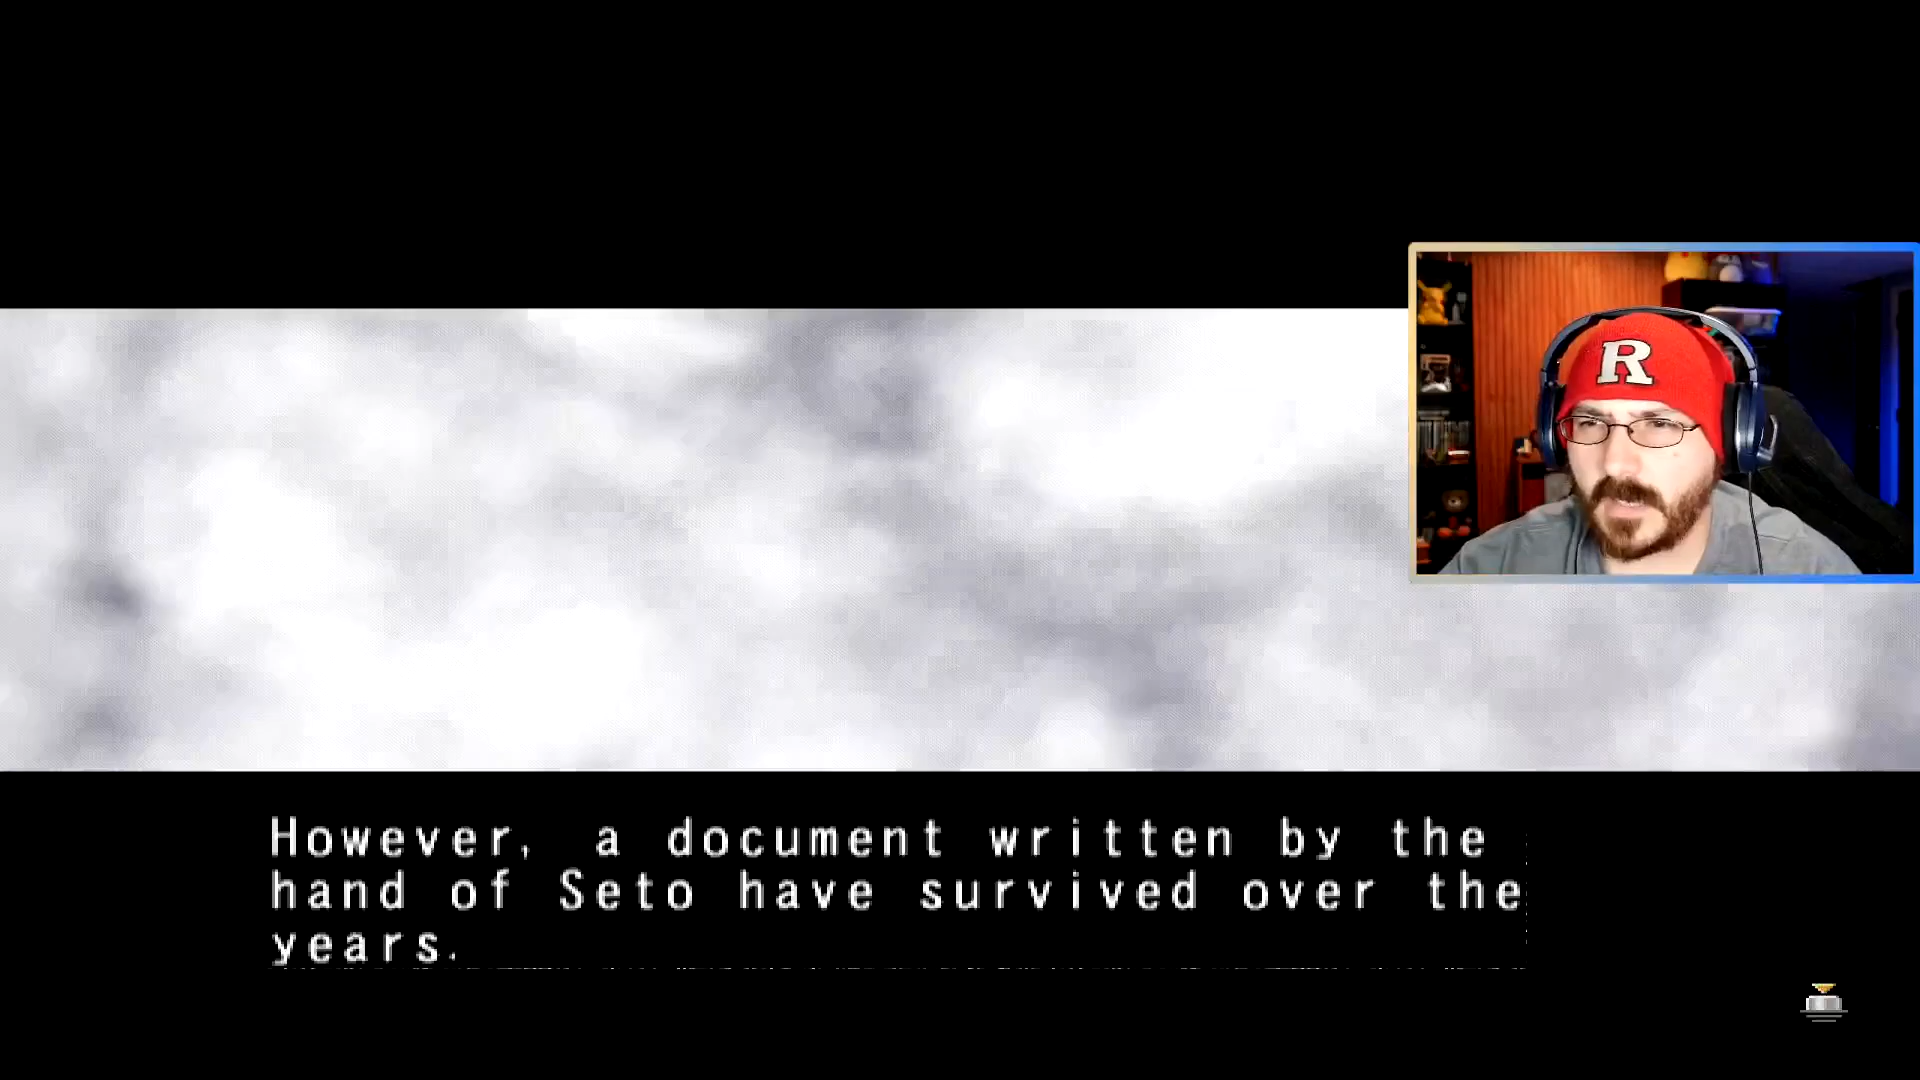 R
However, a document written by the
hand of Seto have survived over the
years.